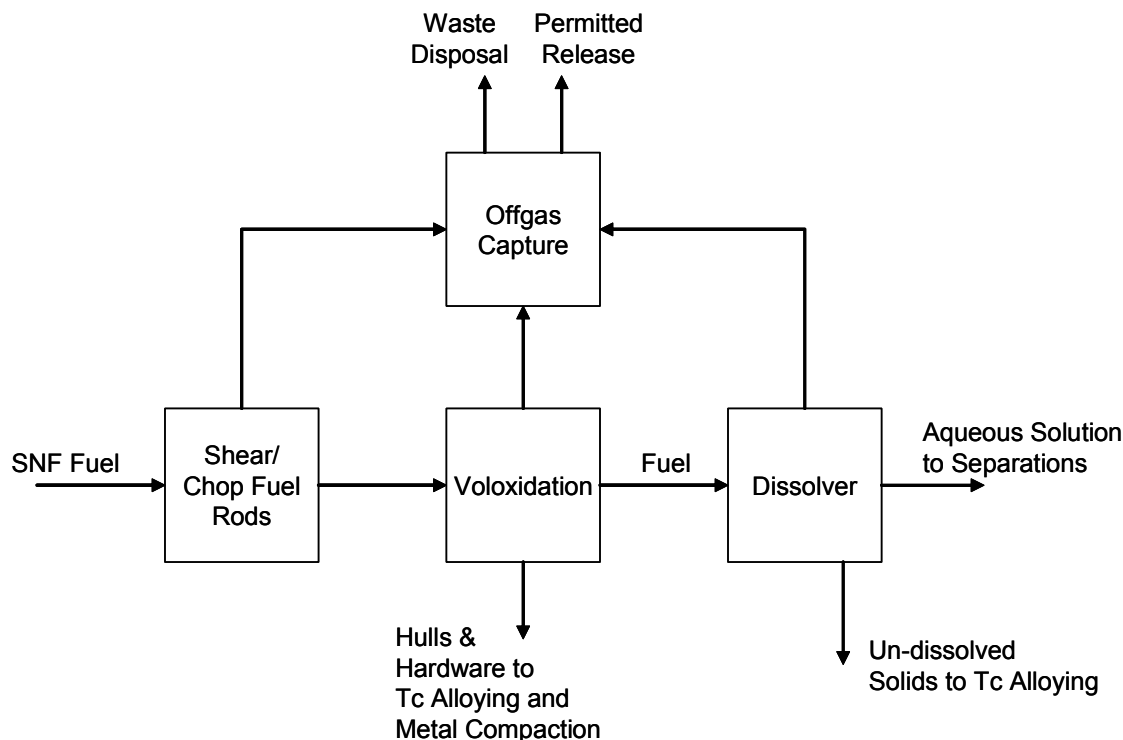 Waste
Disposal
Permitted
Release
Offgas
Capture
SNF Fuel
Shear/
Chop Fuel
Rods
Voloxidation
Fuel
Dissolver
Aqueous Solution
to Separations
Hulls &
Hardware to
Tc Alloying and
Metal Compaction
Un-dissolved
Solids to Tc Alloying